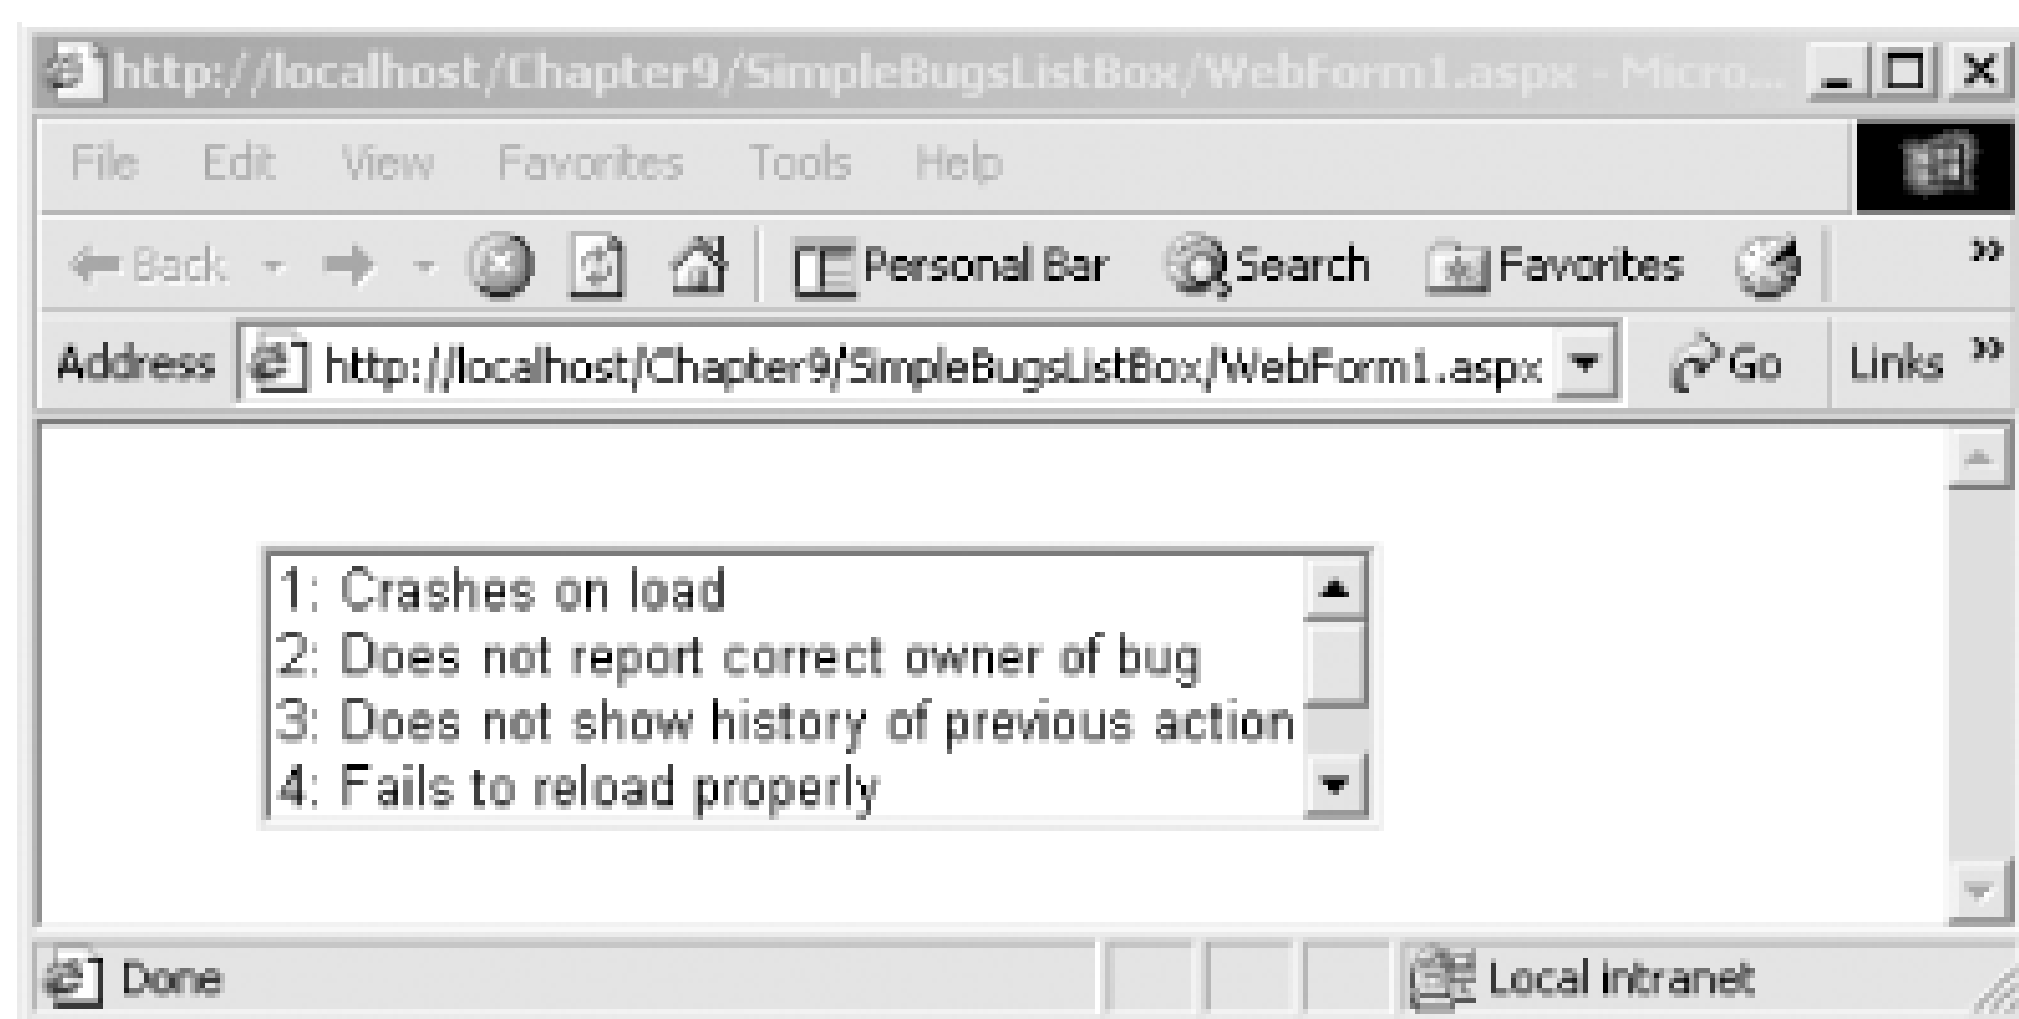 http://localhost/Chapter9/SimpleBugsListBox/WebForm1.aspx - Micro...
File Edit View Favorites Tools Help
Back Personal Bar Search Favorites »
Address http://localhost/Chapter9/SimpleBugsListBox/WebForm1.aspx Go Links »
1: Crashes on load
2: Does not report correct owner of bug
3: Does not show history of previous action
4: Fails to reload properly
Done Local intranet